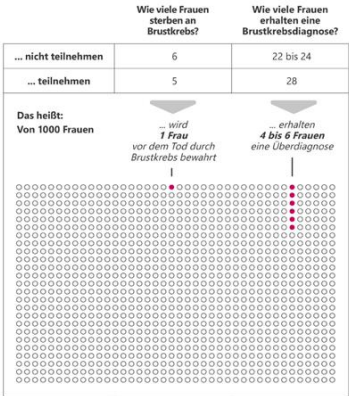 Wie viele Frauen
sterben an
Brustkrebs?
Wie viele Frauen
erhalten eine
Brustkrebsdiagnose?
... nicht teilnehmen 6 22 bis 24
... teilnehmen 5 28
Das heißt:
Von 1000 Frauen
... wird
1 Frau
vor dem Tod durch
Brustkrebs bewahrt
... erhalten
4 bis 6 Frauen
eine Überdiagnose